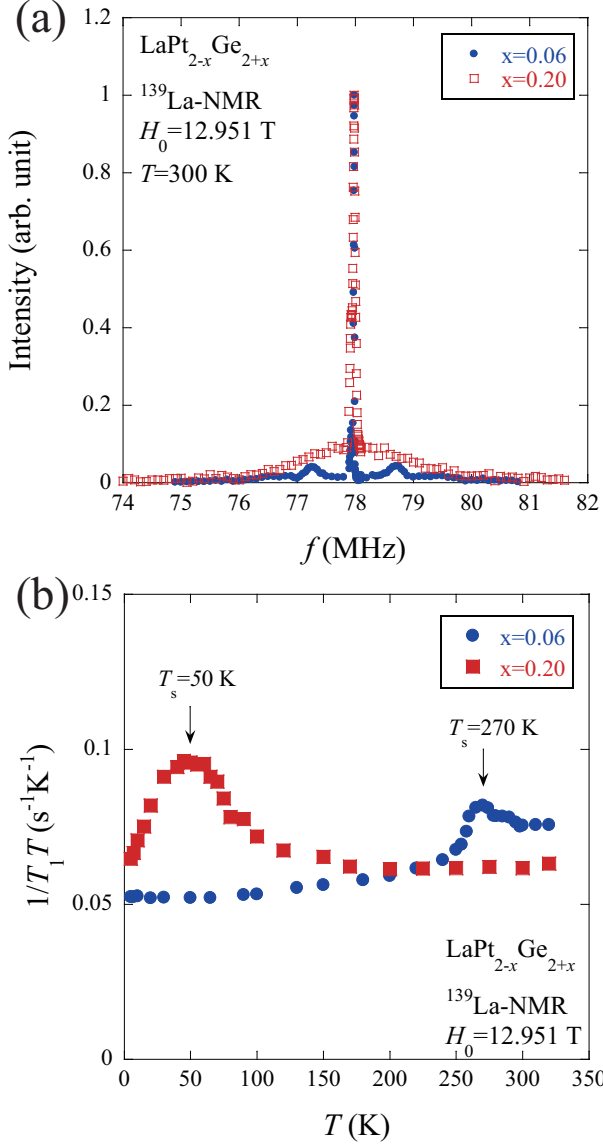 (a)
LaPt₂₋ₓGe₂₊ₓ
¹³⁹La-NMR
H₀=12.951 T
T=300 K
x=0.06
x=0.20
Intensity (arb. unit)
1
0.8
0.6
0.4
0.2
0
74 75 76 77 78 79 80 81 82
f (MHz)
(b)
x=0.06
x=0.20
Tₛ=50 K
Tₛ=270 K
1/T₁T (s⁻¹K⁻¹)
0.15
0.1
0.05
0
LaPt₂₋ₓGe₂₊ₓ
¹³⁹La-NMR
H₀=12.951 T
0 50 100 150 200 250 300 350
T (K)